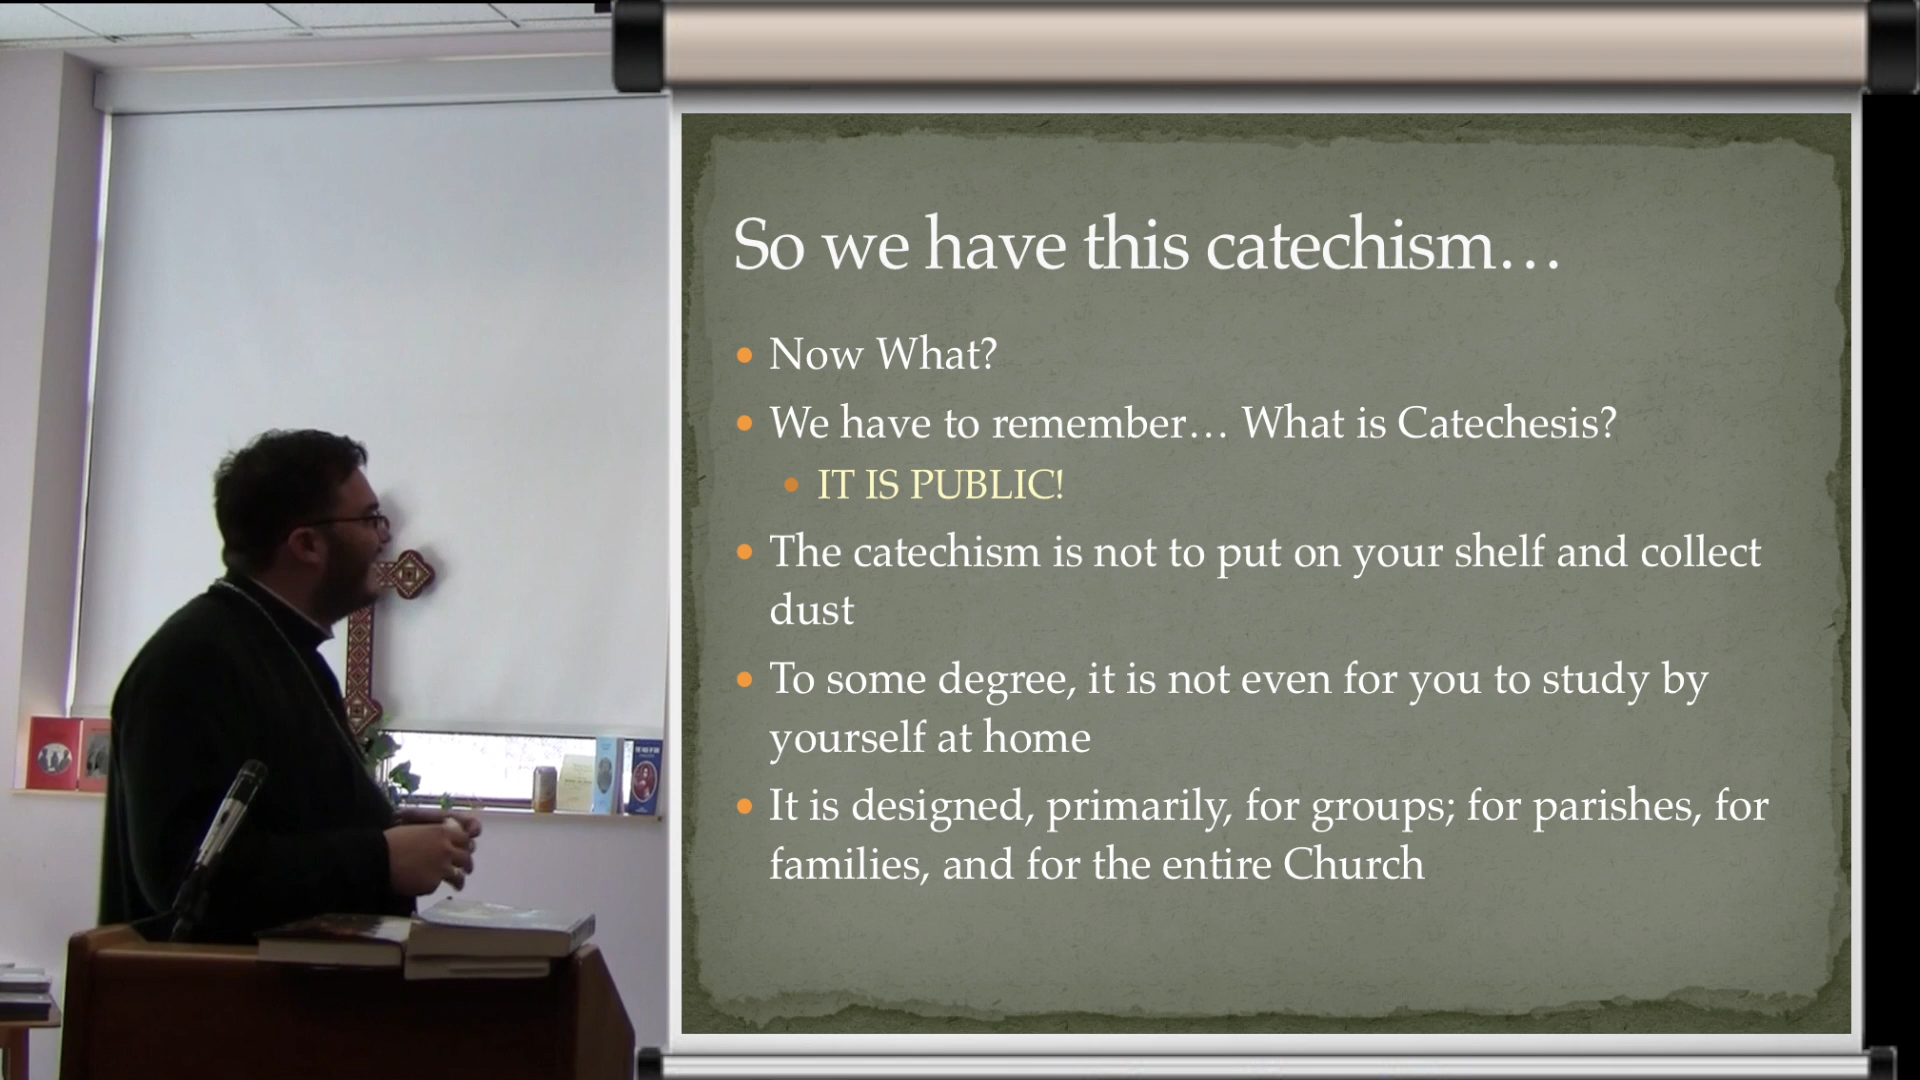 So we have this catechism…
• Now What?
• We have to remember… What is Catechesis?
• IT IS PUBLIC!
• The catechism is not to put on your shelf and collect
dust
• To some degree, it is not even for you to study by
yourself at home
• It is designed, primarily, for groups; for parishes, for
families, and for the entire Church